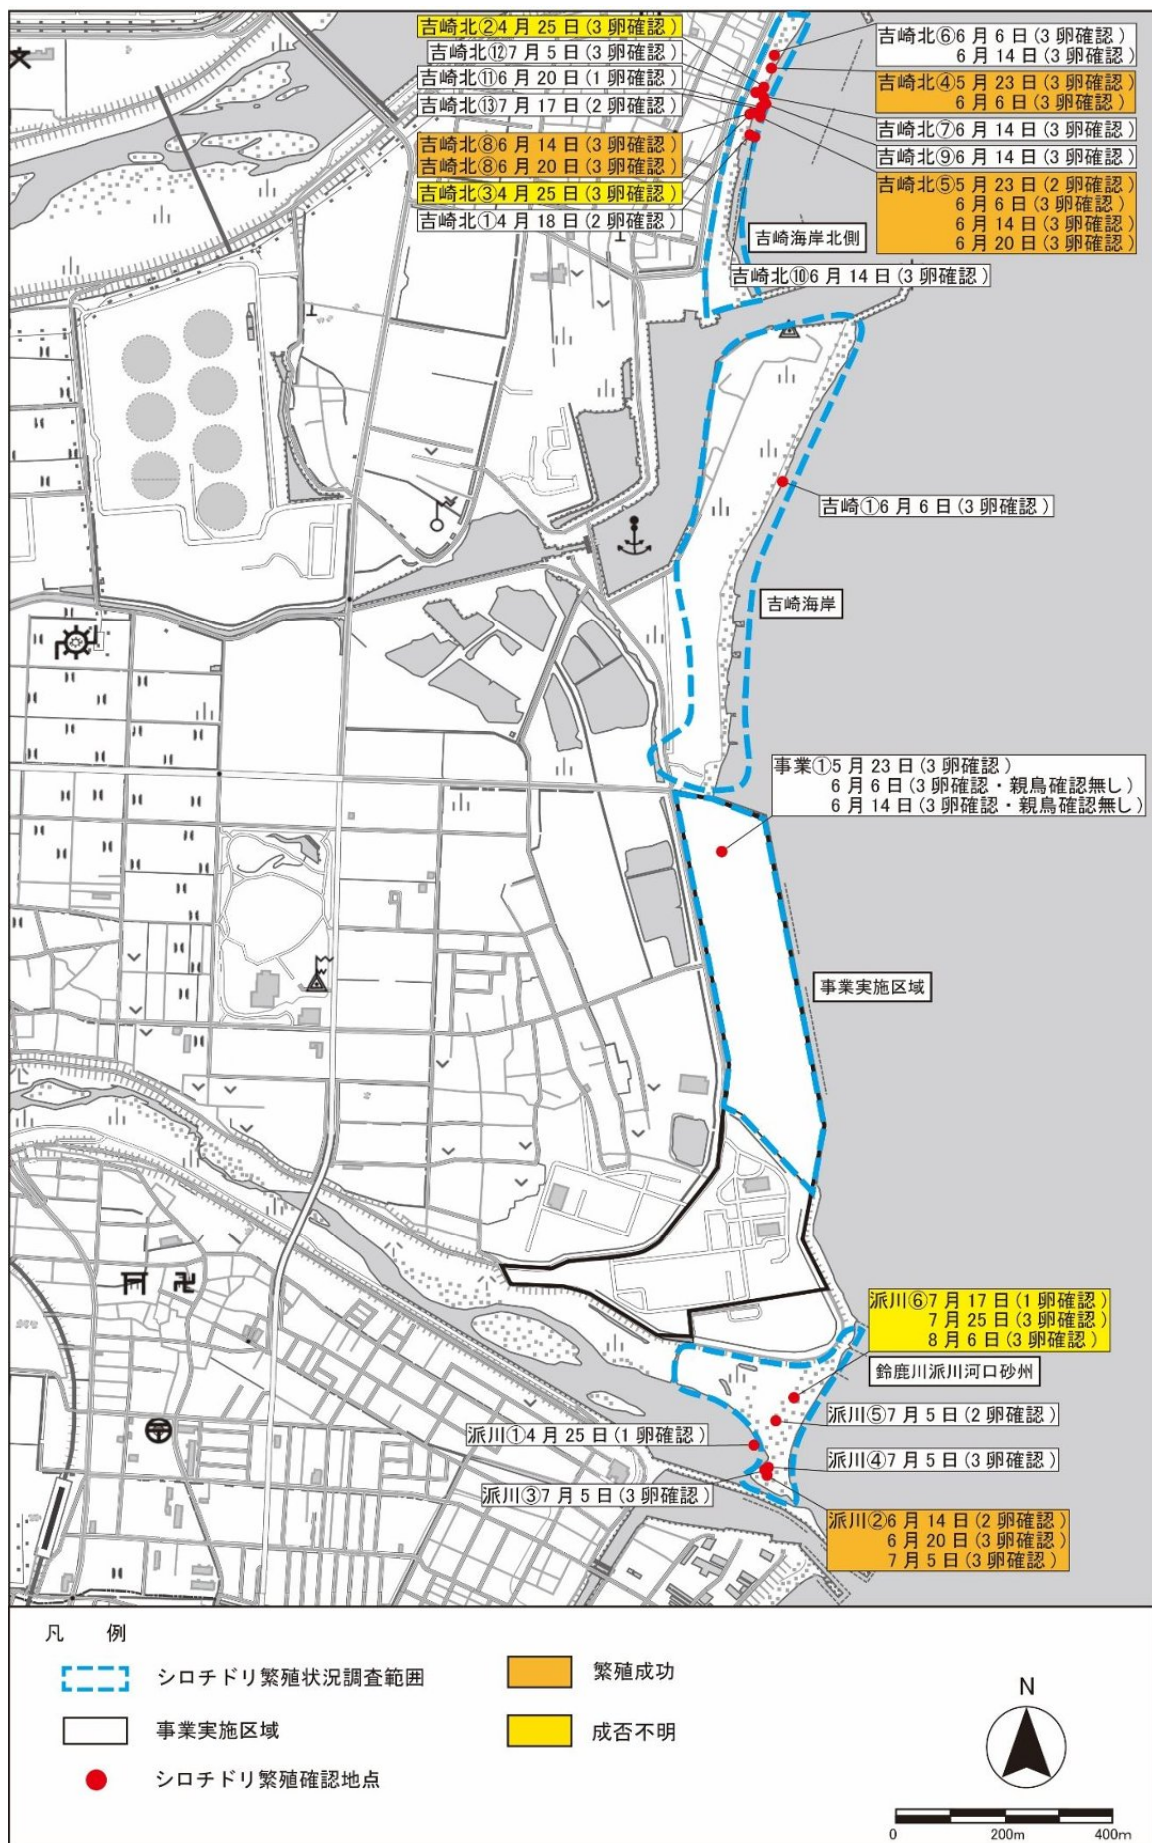 吉崎北②4月25日(3卵確認)
吉崎北⑫7月5日(3卵確認)
吉崎北⑪6月20日(1卵確認)
吉崎北⑬7月17日(2卵確認)
吉崎北⑧6月14日(3卵確認)
吉崎北⑧6月20日(3卵確認)
吉崎北③4月25日(3卵確認)
吉崎北①4月18日(2卵確認)
吉崎北⑥6月6日(3卵確認)
6月14日(3卵確認)
吉崎北④5月23日(3卵確認)
6月6日(3卵確認)
吉崎北⑦6月14日(3卵確認)
吉崎北⑨6月14日(3卵確認)
吉崎北⑤5月23日(2卵確認)
6月6日(3卵確認)
6月14日(3卵確認)
6月20日(3卵確認)
吉崎海岸北側
吉崎北⑩6月14日(3卵確認)
吉崎①6月6日(3卵確認)
吉崎海岸
事業①5月23日(3卵確認)
6月6日(3卵確認・親鳥確認無し)
6月14日(3卵確認・親鳥確認無し)
事業実施区域
派川⑥7月17日(1卵確認)
7月25日(3卵確認)
8月6日(3卵確認)
鈴鹿川派川河口砂州
派川⑤7月5日(2卵確認)
派川①4月25日(1卵確認)
派川④7月5日(3卵確認)
派川③7月5日(3卵確認)
派川②6月14日(2卵確認)
6月20日(3卵確認)
7月5日(3卵確認)
凡 例
シロチドリ繁殖状況調査範囲
繁殖成功
事業実施区域
成否不明
シロチドリ繁殖確認地点
N
0 200m 400m